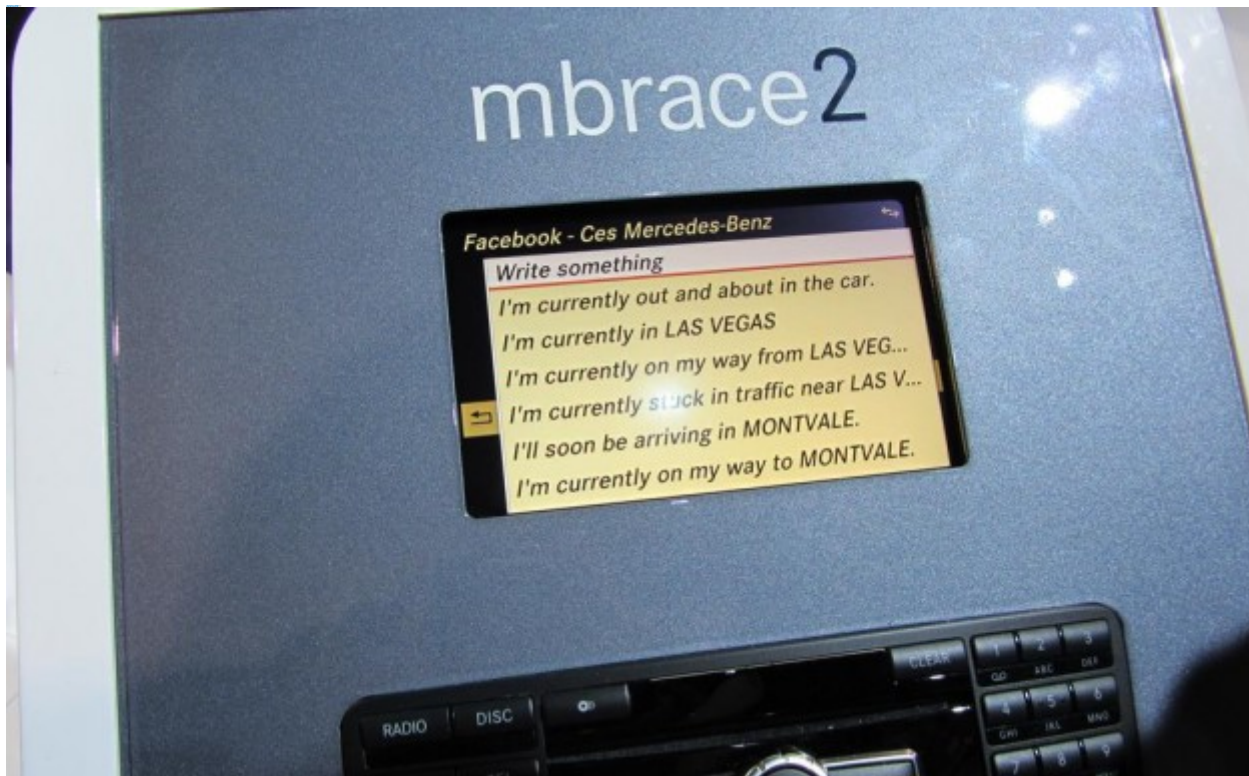 mbrace2
Facebook - Ces Mercedes-Benz
Write something
I'm currently out and about in the car.
I'm currently in LAS VEGAS
I'm currently on my way from LAS VEG...
I'm currently stuck in traffic near LAS V...
I'll soon be arriving in MONTVALE.
I'm currently on my way to MONTVALE.
CLEAR 1 2 3
ABC DEF
RADIO DISC 4 5 6
GHI JKL MNO
7 8 9